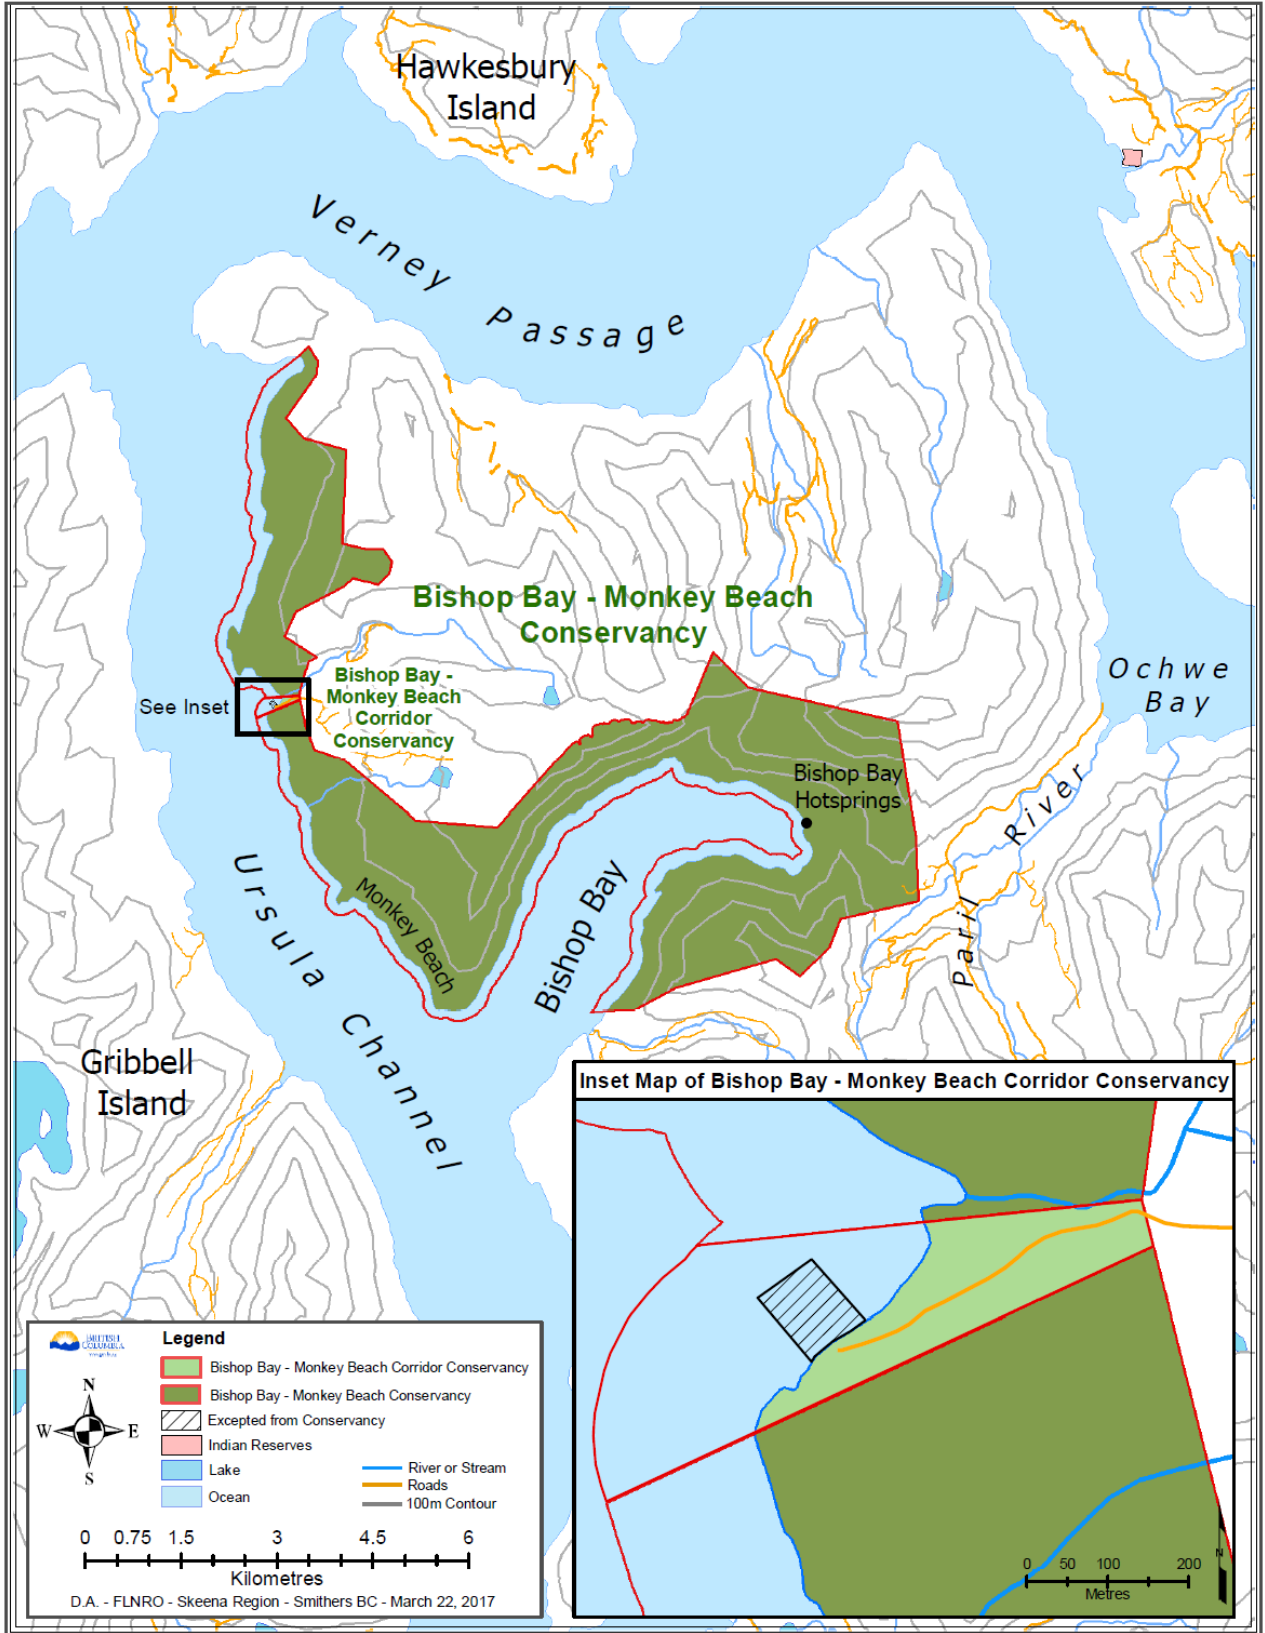 Hawkesbury
Island
Verney Passage
Bishop Bay - Monkey Beach
Conservancy
Ochwe
Bay
Bishop Bay -
Monkey Beach
Corridor
Conservancy
See Inset
Bishop Bay
Hotsprings
Paril River
Monkey Beach
Bishop Bay
Ursula Channel
Gribbell
Island
Inset Map of Bishop Bay - Monkey Beach Corridor Conservancy
0 50 100 200
Metres
N
BRITISH
COLUMBIA
Legend
Bishop Bay - Monkey Beach Corridor Conservancy
Bishop Bay - Monkey Beach Conservancy
Excepted from Conservancy
Indian Reserves
Lake
Ocean
River or Stream
Roads
100m Contour
N
W E
S
0 0.75 1.5 3 4.5 6
Kilometres
D.A. - FLNRO - Skeena Region - Smithers BC - March 22, 2017